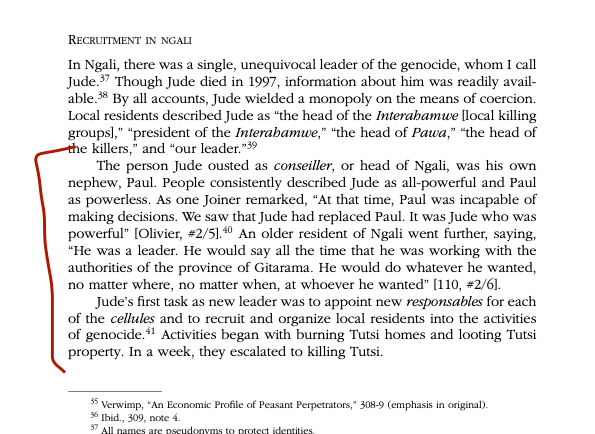 RECRUITMENT IN NGALI
In Ngali, there was a single, unequivocal leader of the genocide, whom I call
Jude.37 Though Jude died in 1997, information about him was readily avail-
able.38 By all accounts, Jude wielded a monopoly on the means of coercion.
Local residents described Jude as “the head of the Interahamwe [local killing
groups],” “president of the Interahamwe,” “the head of Pawa,” “the head of
the killers,” and “our leader.”39
The person Jude ousted as conseiller, or head of Ngali, was his own
nephew, Paul. People consistently described Jude as all-powerful and Paul
as powerless. As one Joiner remarked, “At that time, Paul was incapable of
making decisions. We saw that Jude had replaced Paul. It was Jude who was
powerful” [Olivier, #2/5].40 An older resident of Ngali went further, saying,
“He was a leader. He would say all the time that he was working with the
authorities of the province of Gitarama. He would do whatever he wanted,
no matter where, no matter when, at whoever he wanted” [110, #2/6].
Jude’s first task as new leader was to appoint new responsables for each
of the cellules and to recruit and organize local residents into the activities
of genocide.41 Activities began with burning Tutsi homes and looting Tutsi
property. In a week, they escalated to killing Tutsi.
35 Verwimp, “An Economic Profile of Peasant Perpetrators,” 308-9 (emphasis in original).
36 Ibid., 309, note 4.
37 All names are pseudonyms to protect identities.